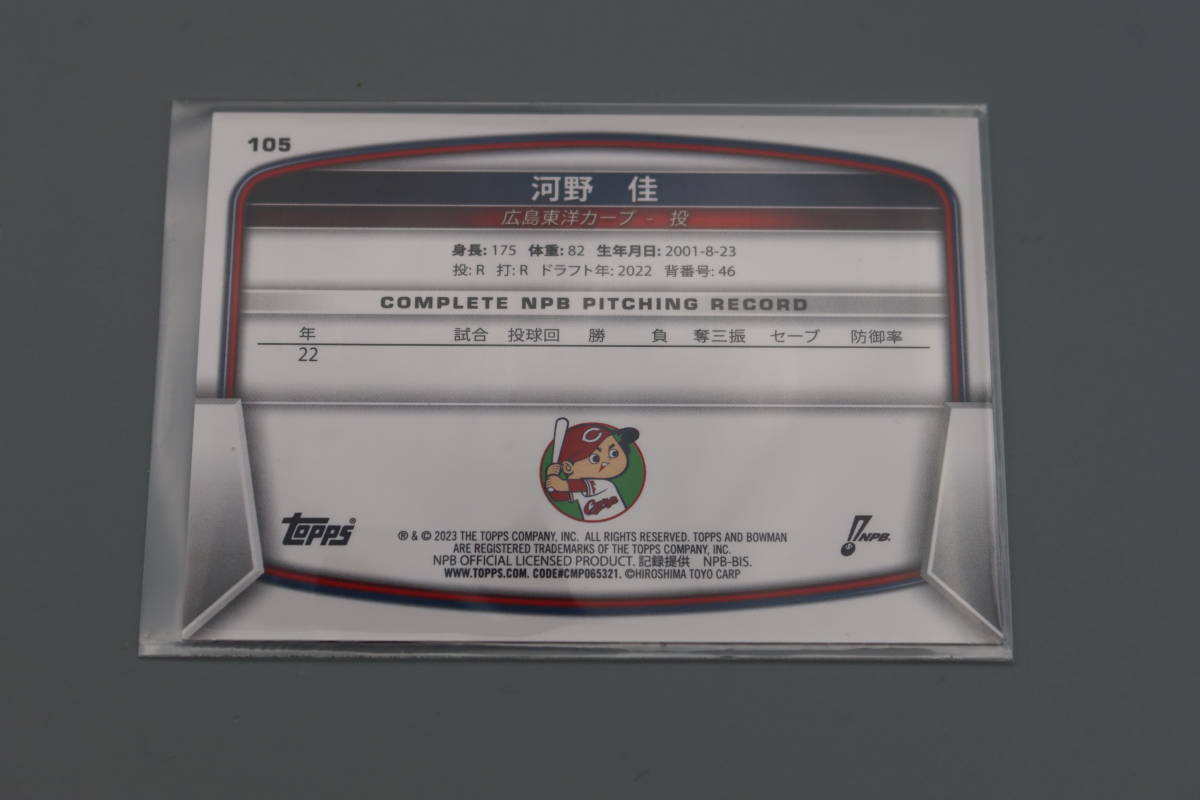 105
河野 佳
広島東洋カープ - 投
身長: 175 体重: 82 生年月日: 2001-8-23
投: R 打: R ドラフト年: 2022 背番号: 46
COMPLETE NPB PITCHING RECORD
年 試合 投球回 勝 負 奪三振 セーブ 防御率
22
C
Carp
topps®
® & © 2023 THE TOPPS COMPANY, INC. ALL RIGHTS RESERVED. TOPPS AND BOWMAN
ARE REGISTERED TRADEMARKS OF THE TOPPS COMPANY, INC.
NPB OFFICIAL LICENSED PRODUCT. 記録提供 NPB-BIS.
WWW.TOPPS.COM. CODE#CMP065321. ©HIROSHIMA TOYO CARP
NPB.